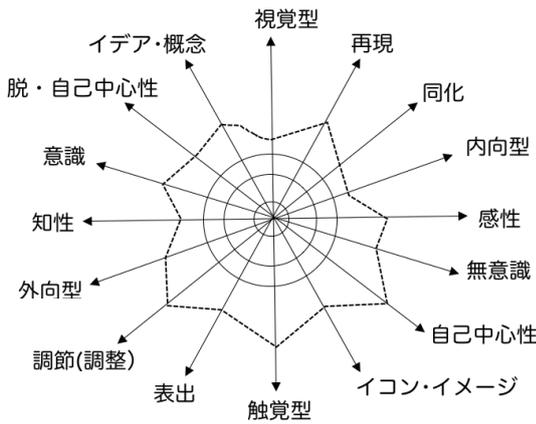 視覚型
イデア・概念
再現
脱・自己中心性
同化
意識
内向型
知性
感性
外向型
無意識
調節(調整)
自己中心性
表出
イコン・イメージ
触覚型